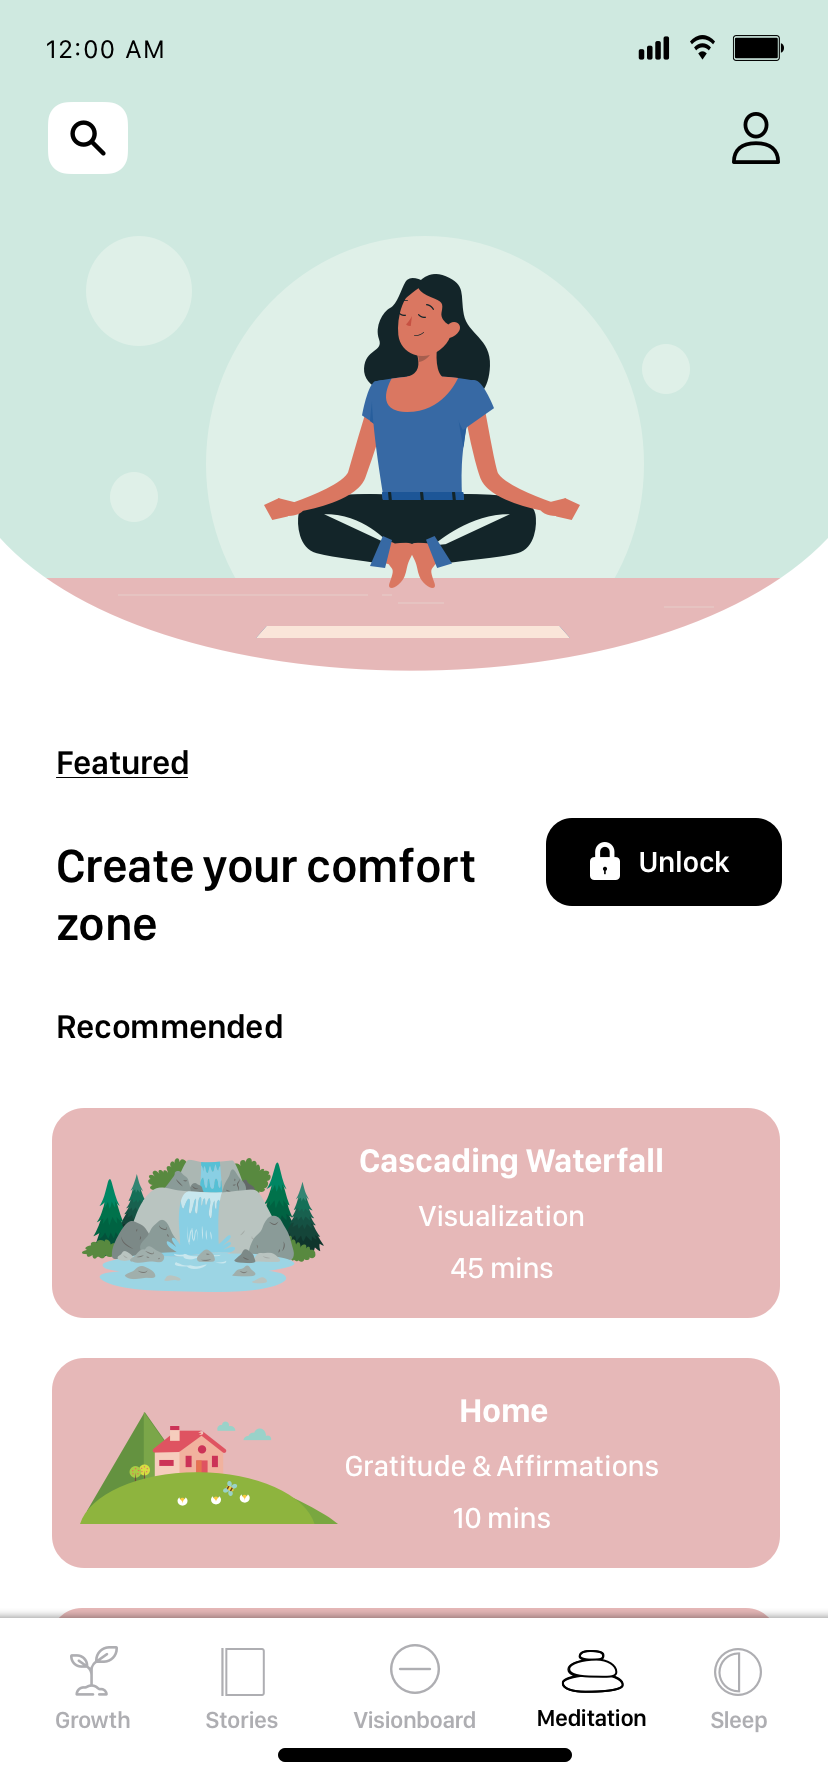 12:00 AM
Featured
Create your comfort
zone
Unlock
Recommended
Cascading Waterfall
Visualization
45 mins
Home
Gratitude & Affirmations
10 mins
Growth
Stories
Visionboard
Meditation
Sleep